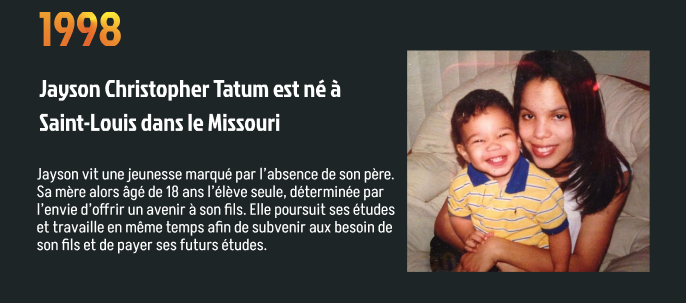 1998
Jayson Christopher Tatum est né à
Saint-Louis dans le Missouri
Jayson vit une jeunesse marqué par l'absence de son père.
Sa mère alors âgé de 18 ans l'élève seule, déterminée par
l'envie d'offrir un avenir à son fils. Elle poursuit ses études
et travaille en même temps afin de subvenir aux besoin de
son fils et de payer ses futurs études.